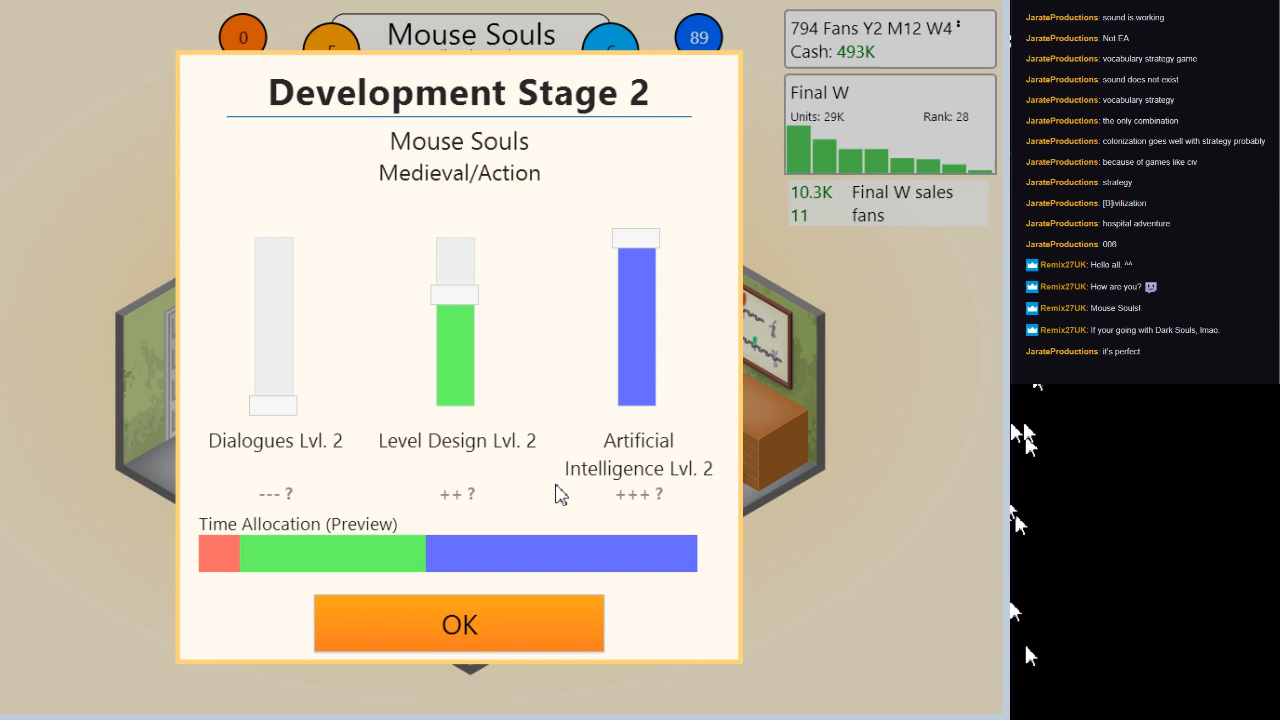 0
Mouse Souls
89
794 Fans Y2 M12 W4
Cash: 493K
Final W
Units: 29K
Rank: 28
10.3K Final W sales
11 fans
Development Stage 2
Mouse Souls
Medieval/Action
Dialogues Lvl. 2
Level Design Lvl. 2
Artificial
Intelligence Lvl. 2
--- ?
++ ?
+++ ?
Time Allocation (Preview)
OK
JarateProductions: sound is working
JarateProductions: Not EA
JarateProductions: vocabulary strategy game
JarateProductions: sound does not exist
JarateProductions: vocabulary strategy
JarateProductions: the only combination
JarateProductions: colonization goes well with strategy probably
JarateProductions: because of games like civ
JarateProductions: strategy
JarateProductions: [B]ivilization
JarateProductions: hospital adventure
JarateProductions: 006
Remix27UK: Hello all. ^^
Remix27UK: How are you?
Remix27UK: Mouse Souls!
Remix27UK: If your going with Dark Souls, lmao.
JarateProductions: it's perfect